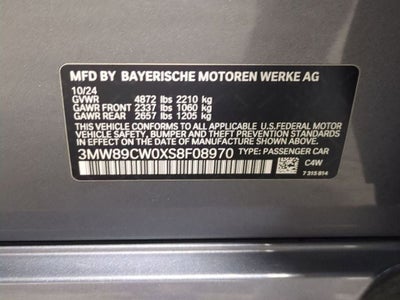 MFD. BY BAYERISCHE MOTOREN WERKE AG
10/24
GVWR 4872 lbs 2210 kg
GAWR FRONT 2337 lbs 1060 kg
GAWR REAR 2657 lbs 1205 kg
THIS VEHICLE CONFORMS TO ALL APPLICABLE U.S.FEDERAL MOTOR
VEHICLE SAFETY, BUMPER, AND THEFT PREVENTION STANDARDS
IN EFFECT ON THE DATE OF MANUFACTURE SHOWN ABOVE.
3MW89CW0XS8F08970 TYPE: PASSENGER CAR
C4W
7 315 814